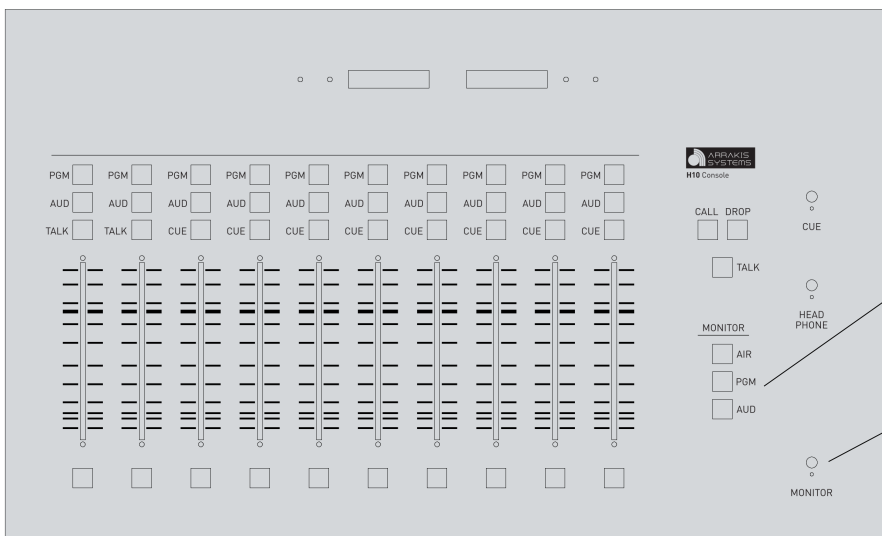 ARRAKIS
SYSTEMS
H10 Console
PGM PGM PGM PGM PGM PGM PGM PGM PGM PGM
AUD AUD AUD AUD AUD AUD AUD AUD AUD AUD
TALK TALK CUE CUE CUE CUE CUE CUE CUE CUE
CALL DROP
TALK
MONITOR
AIR
PGM
AUD
CUE
HEAD
PHONE
MONITOR